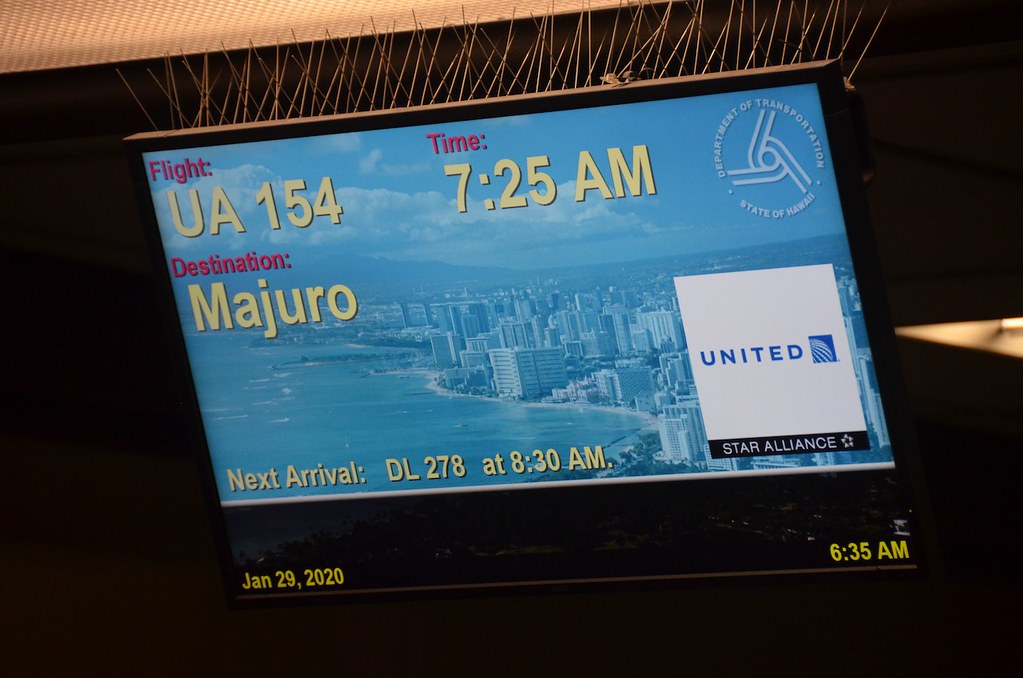 Flight:
UA 154
Time:
7:25 AM
DEPARTMENT OF TRANSPORTATION
STATE OF HAWAII
Destination:
Majuro
UNITED
STAR ALLIANCE
Next Arrival: DL 278 at 8:30 AM.
Jan 29, 2020
6:35 AM